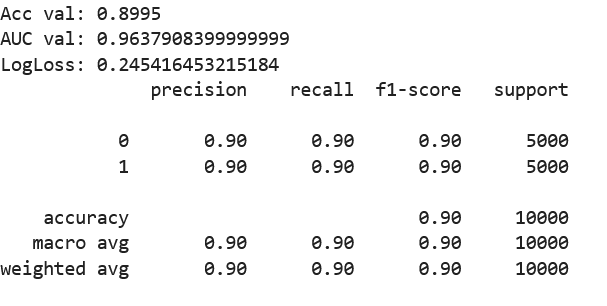 Acc val: 0.8995
AUC val: 0.9637908399999999
LogLoss: 0.245416453215184
precision recall f1-score support
0 0.90 0.90 0.90 5000
1 0.90 0.90 0.90 5000
accuracy 0.90 10000
macro avg 0.90 0.90 0.90 10000
weighted avg 0.90 0.90 0.90 10000